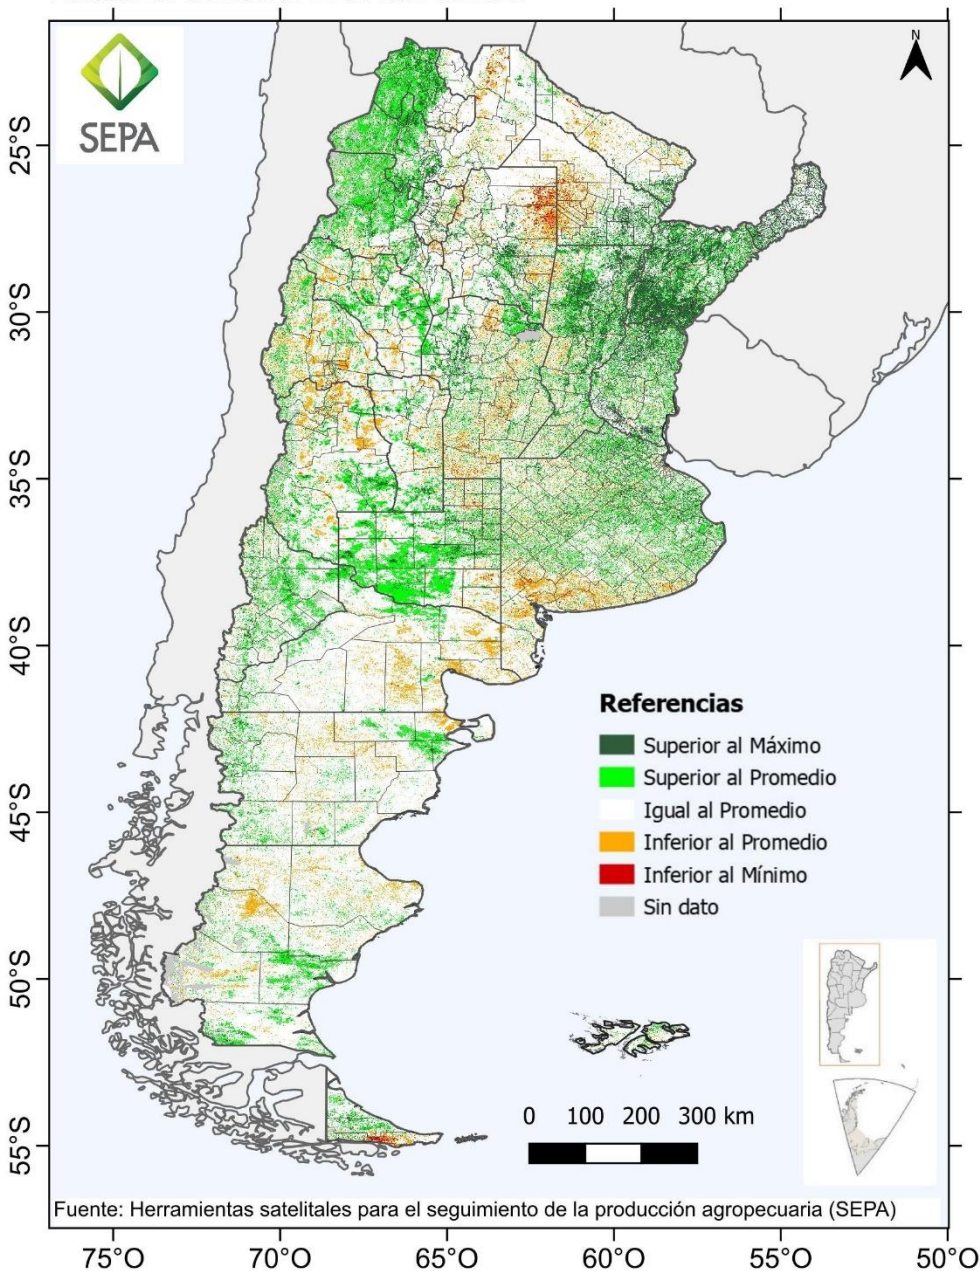 SEPA
N
25°S
30°S
35°S
40°S
45°S
50°S
55°S
Referencias
Superior al Máximo
Superior al Promedio
Igual al Promedio
Inferior al Promedio
Inferior al Mínimo
Sin dato
0 100 200 300 km
Fuente: Herramientas satelitales para el seguimiento de la producción agropecuaria (SEPA)
75°O 70°O 65°O 60°O 55°O 50°O